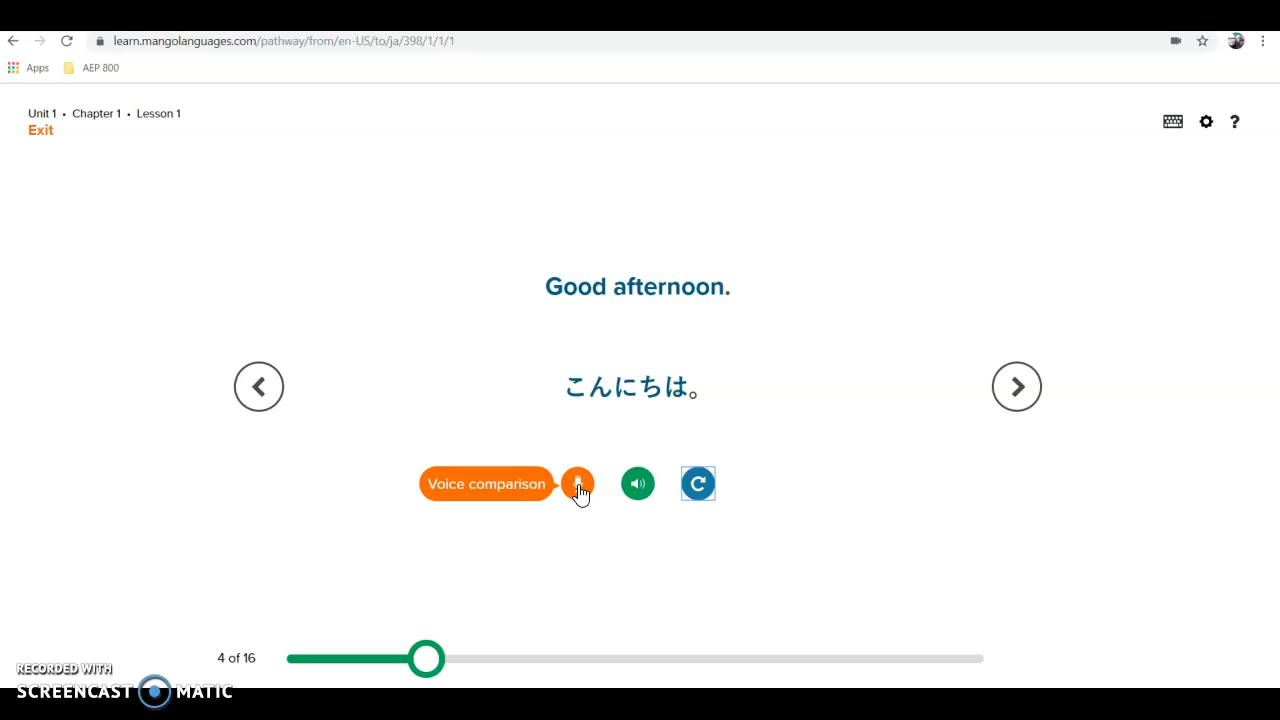 learn.mangolanguages.com/pathway/from/en-US/to/ja/398/1/1/1
Apps AEP 800
Unit 1 • Chapter 1 • Lesson 1
Exit
?
Good afternoon.
こんにちは。
Voice comparison
4 of 16
RECORDED WITH
SCREENCAST MATIC